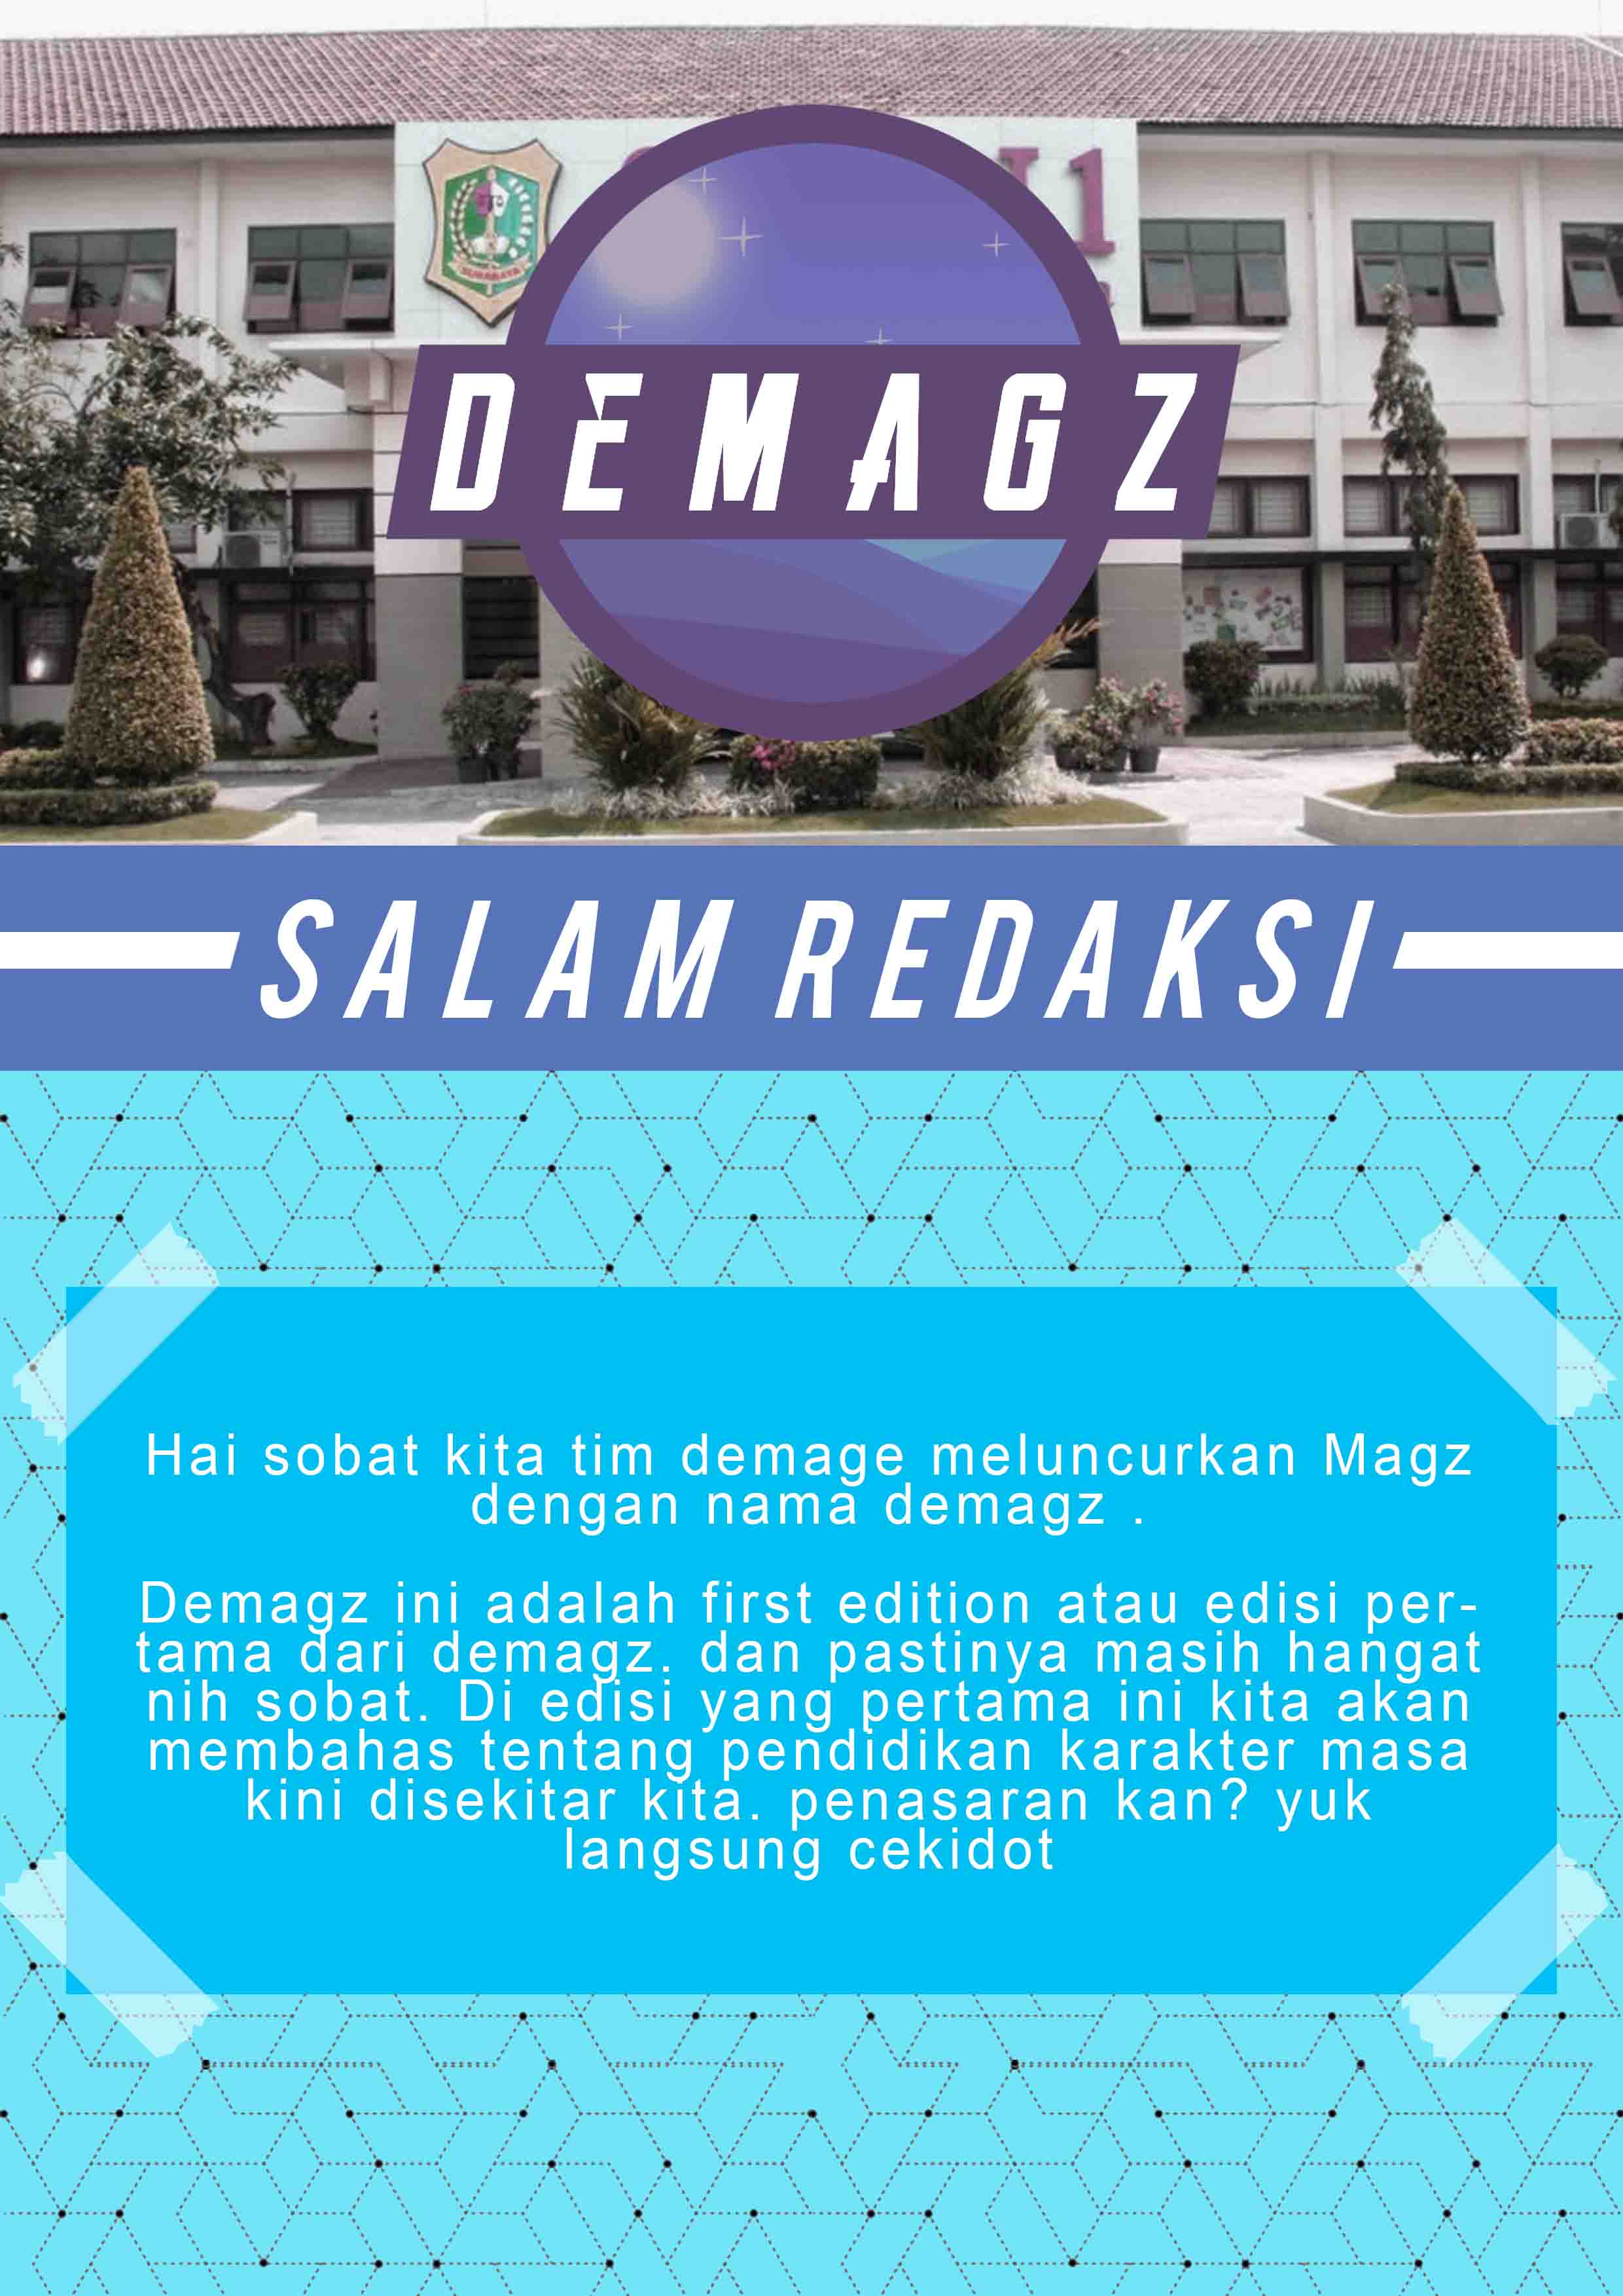 SURABAYA
1
DEMAGZ
SALAM REDAKSI
Hai sobat kita tim demage meluncurkan Magz
dengan nama demagz .
Demagz ini adalah first edition atau edisi per-
tama dari demagz. dan pastinya masih hangat
nih sobat. Di edisi yang pertama ini kita akan
membahas tentang pendidikan karakter masa
kini disekitar kita. penasaran kan? yuk
langsung cekidot